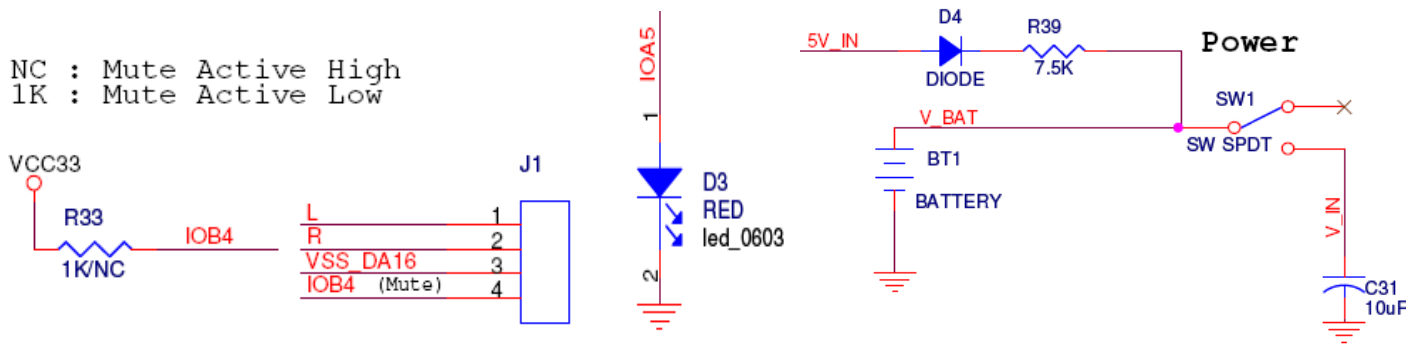 NC : Mute Active High
1K : Mute Active Low
VCC33
R33
1K/NC
IOB4
J1
L
1
R
2
VSS_DA16
3
IOB4 (Mute)
4
IOA5
1
D3
RED
led_0603
2
5V_IN
D4
DIODE
R39
7.5K
Power
V_BAT
BT1
BATTERY
SW1
SW SPDT
V_IN
C31
10uF